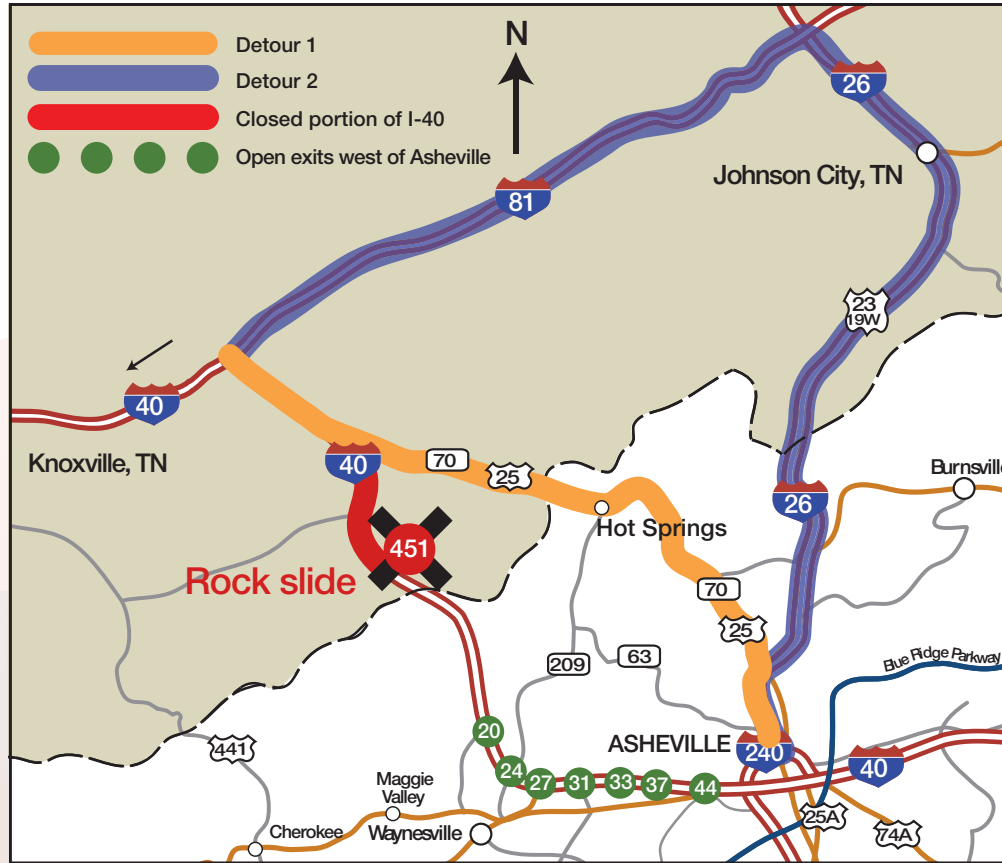 N
Detour 1
Detour 2
Closed portion of I-40
Open exits west of Asheville
26
Johnson City, TN
81
23
19W
40
Knoxville, TN
40
70
25
Burnsville
26
Hot Springs
451
Rock slide
70
25
209
63
Blue Ridge Parkway
20
441
ASHEVILLE
240
40
24
27
31
33
37
44
Maggie
Valley
25A
74A
Cherokee
Waynesville